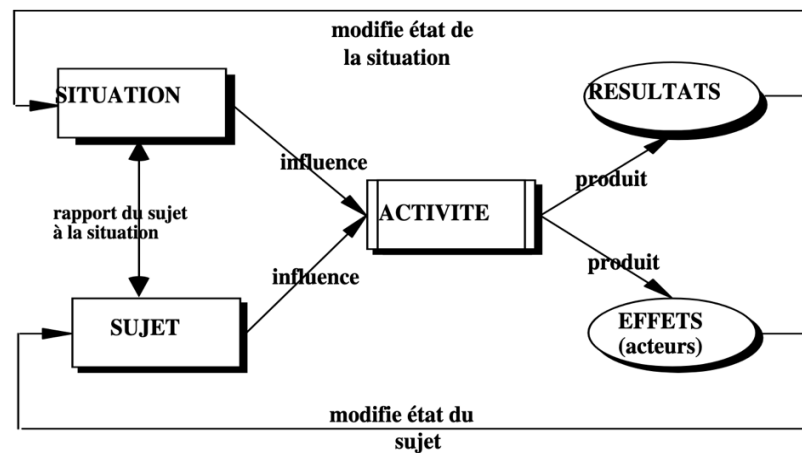 modifie état de
la situation
SITUATION
RESULTATS
influence
produit
rapport du sujet
à la situation
ACTIVITE
influence
produit
SUJET
EFFETS
(acteurs)
modifie état du
sujet